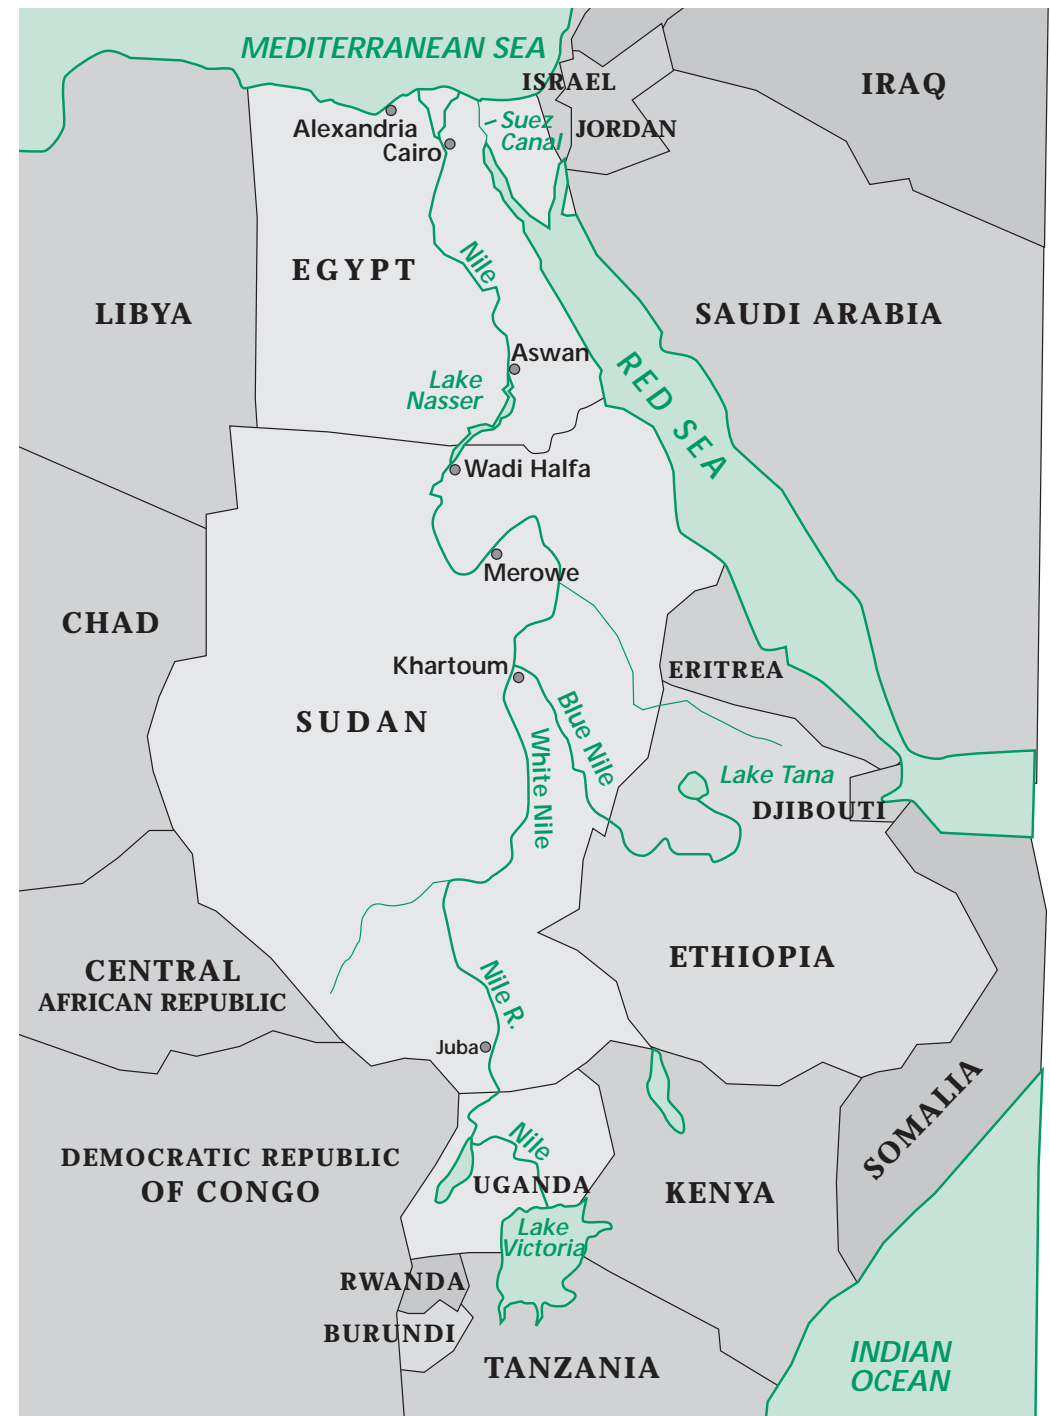 MEDITERRANEAN SEA
ISRAEL
IRAQ
Alexandria
Suez
Canal
JORDAN
Cairo
Nile
EGYPT
LIBYA
SAUDI ARABIA
Aswan
Lake
Nasser
RED SEA
Wadi Halfa
Merowe
CHAD
Khartoum
ERITREA
SUDAN
Blue Nile
White Nile
Lake Tana
DJIBOUTI
ETHIOPIA
CENTRAL
AFRICAN REPUBLIC
Nile R.
Juba
SOMALIA
Nile
DEMOCRATIC REPUBLIC
OF CONGO
UGANDA
KENYA
Lake
Victoria
RWANDA
BURUNDI
TANZANIA
INDIAN
OCEAN